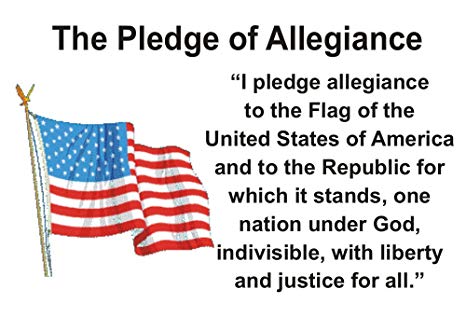 The Pledge of Allegiance
“I pledge allegiance
to the Flag of the
United States of America
and to the Republic for
which it stands, one
nation under God,
indivisible, with liberty
and justice for all.”